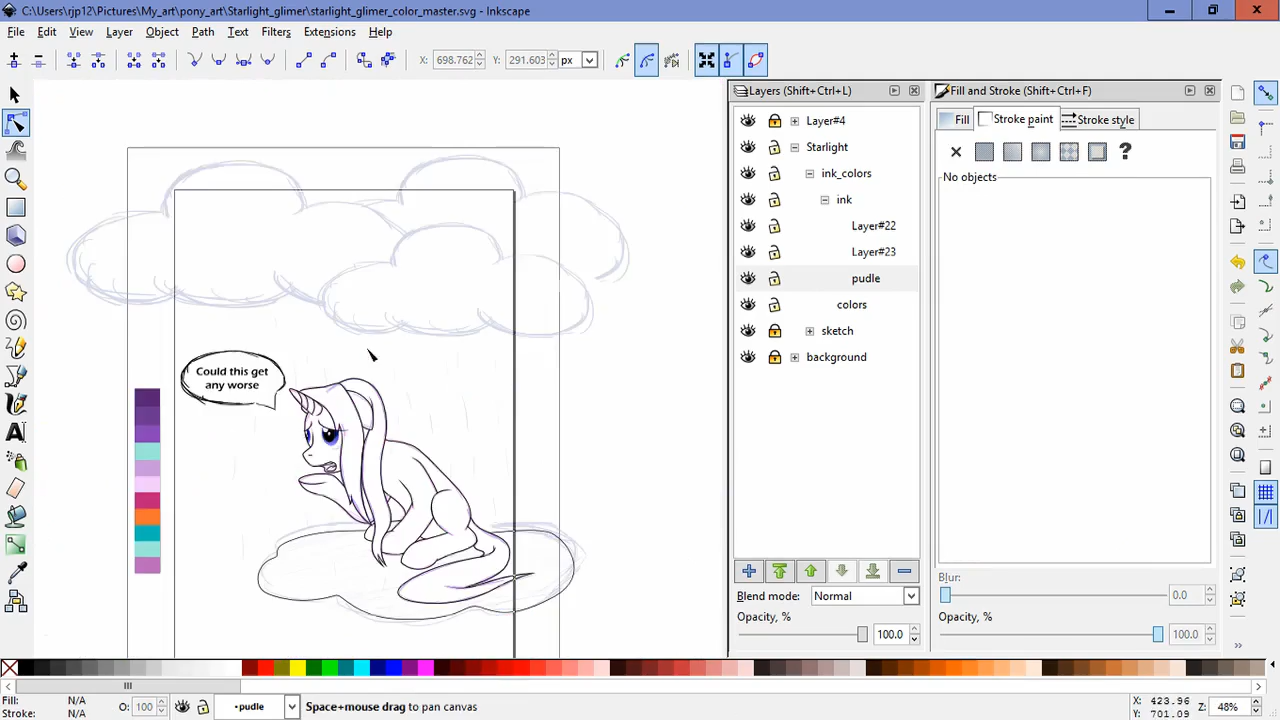 C:\Users\rjp12\Pictures\My_art\pony_art\Starlight_glimer\starlight_glimer_color_master.svg - Inkscape
File Edit View Layer Object Path Text Filters Extensions Help
X: 698.762 Y: 291.603 px
Layers (Shift+Ctrl+L)
Layer#4
Starlight
ink_colors
ink
Layer#22
Layer#23
pudle
colors
sketch
background
Blend mode: Normal
Opacity, % 100.0
Fill and Stroke (Shift+Ctrl+F)
Fill Stroke paint Stroke style
?
No objects
Blur: 0.0
Opacity, % 100.0
Could this get
any worse
Fill: N/A
Stroke: N/A
O: 100
•pudle
Space+mouse drag to pan canvas
X: 423.96
Y: 701.09
Z: 48%